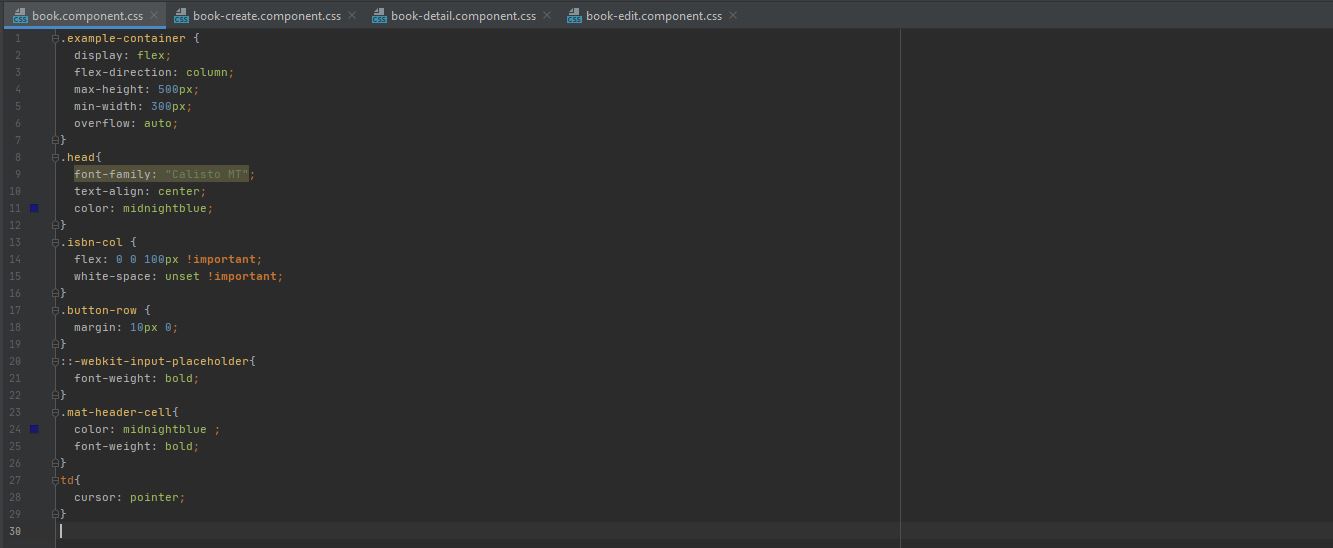 book.component.css book-create.component.css book-detail.component.css book-edit.component.css
1 .example-container {
2 display: flex;
3 flex-direction: column;
4 max-height: 500px;
5 min-width: 300px;
6 overflow: auto;
7 }
8 .head{
9 font-family: "Calisto MT";
10 text-align: center;
11 color: midnightblue;
12 }
13 .isbn-col {
14 flex: 0 0 100px !important;
15 white-space: unset !important;
16 }
17 .button-row {
18 margin: 10px 0;
19 }
20 ::-webkit-input-placeholder{
21 font-weight: bold;
22 }
23 .mat-header-cell{
24 color: midnightblue ;
25 font-weight: bold;
26 }
27 td{
28 cursor: pointer;
29 }
30